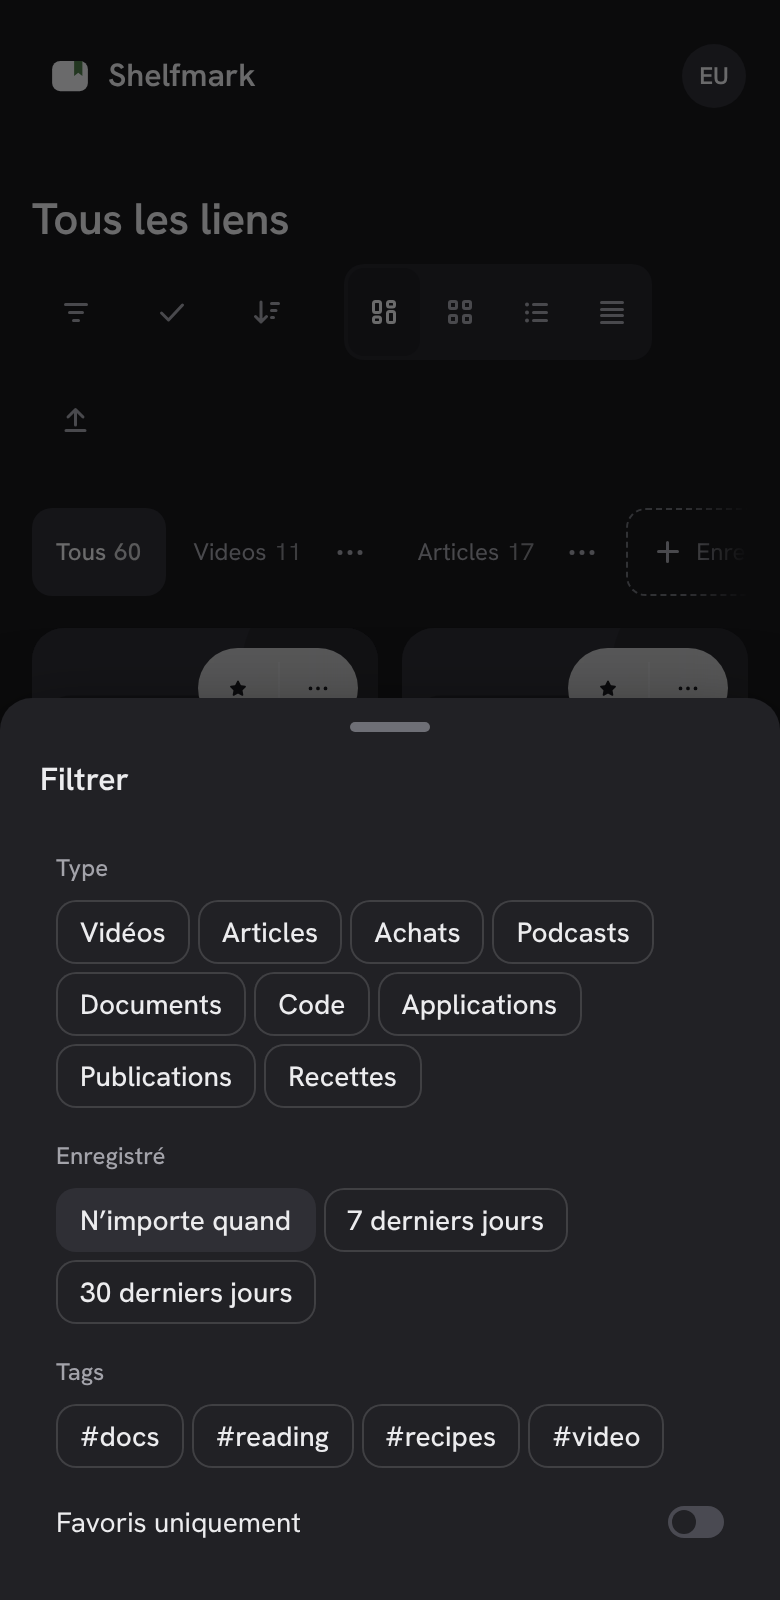 Shelfmark
EU
Tous les liens
Tous 60 Videos 11 Articles 17
Filtrer
Type
Vidéos Articles Achats Podcasts
Documents Code Applications
Publications Recettes
Enregistré
N’importe quand 7 derniers jours
30 derniers jours
Tags
#docs #reading #recipes #video
Favoris uniquement